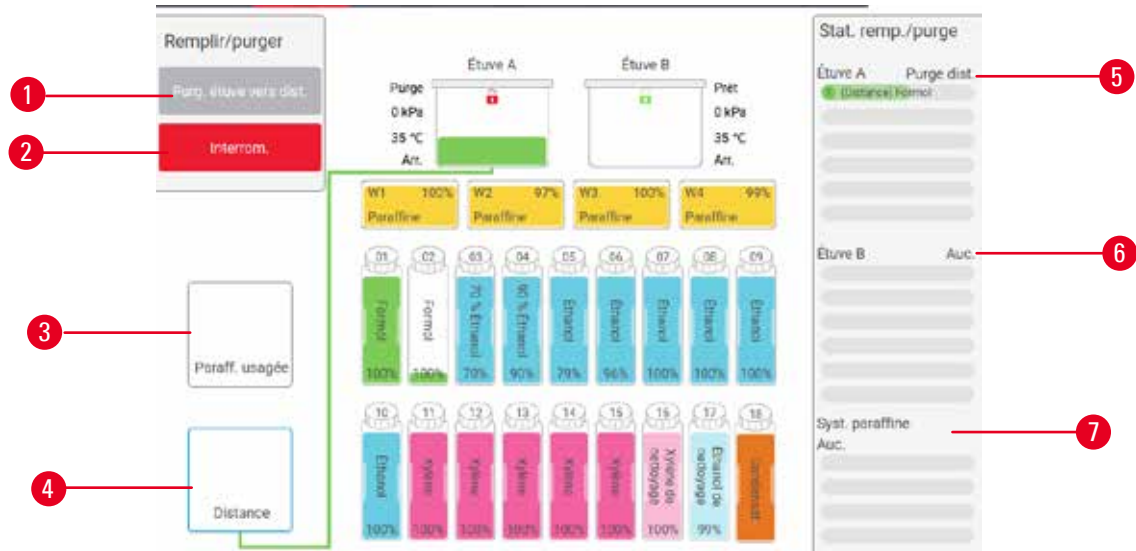 Remplir/purger
1
Purg. étuve vers dist.
2
Interrom.
3
Paraff. usagée
4
Distance
Étuve A
Purge
0 kPa
35 °C
Arr.
Étuve B
Prêt
0 kPa
35 °C
Arr.
W1 100%
Paraffine
W2 97%
Paraffine
W3 100%
Paraffine
W4 99%
Paraffine
01 02 03 04 05 06 07 08 09
Formol
Formol
70 % Éthanol
90 % Éthanol
Éthanol
Éthanol
Éthanol
Éthanol
Éthanol
100% 100% 70% 90% 79% 96% 100% 100% 100%
10 11 12 13 14 15 16 17 18
Éthanol
Xylène
Xylène
Xylène
Xylène
Xylène
Xylène de nettoyage
Éthanol de nettoyage
Condensat
100% 100% 100% 100% 100% 100% 100% 99%
Stat. remp./purge
Étuve A Purge dist.
5
(Distance) Formol
Étuve B Auc.
6
Syst. paraffine
7
Auc.